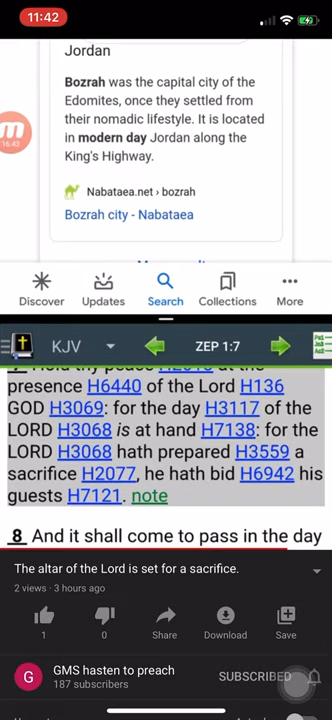 11:42
Jordan
Bozrah was the capital city of the
Edomites, once they settled from
their nomadic lifestyle. It is located
in modern day Jordan along the
King's Highway.
16:43
Nabataea.net › bozrah
Bozrah city - Nabataea
Discover Updates Search Collections More
KJV ZEP 1:7
presence H6440 of the Lord H136
GOD H3069: for the day H3117 of the
LORD H3068 is at hand H7138: for the
LORD H3068 hath prepared H3559 a
sacrifice H2077, he hath bid H6942 his
guests H7121. note
8 And it shall come to pass in the day
The altar of the Lord is set for a sacrifice.
2 views · 3 hours ago
1 0 Share Download Save
G GMS hasten to preach SUBSCRIBED
187 subscribers